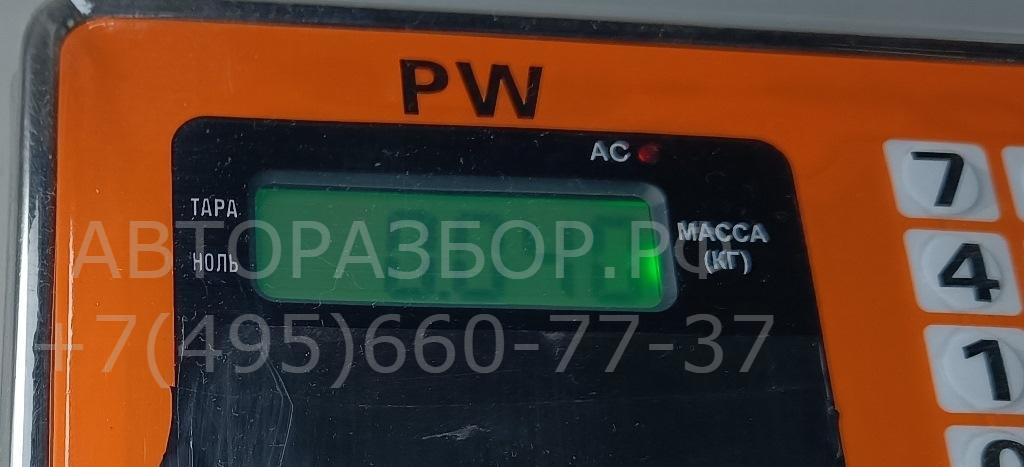 PW
AC
7
ТАРА
АВТОРАЗБОР.РФ
МАССА
НОЛЬ
(КГ)
4
+7(495)660-77-37
1